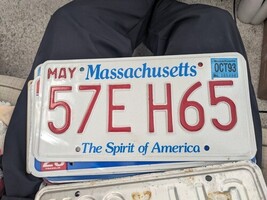 MAY Massachusetts OCT93
57E H65
The Spirit of America